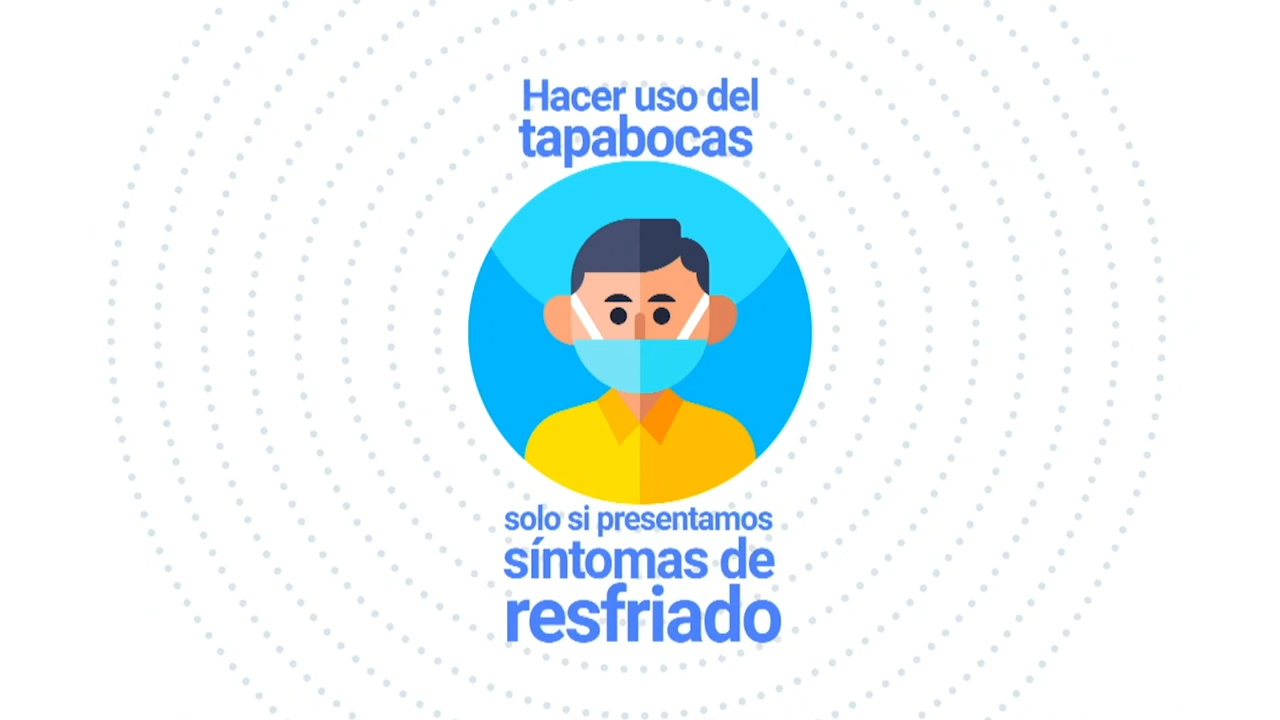 Hacer uso del
tapabocas
solo si presentamos
síntomas de
resfriado